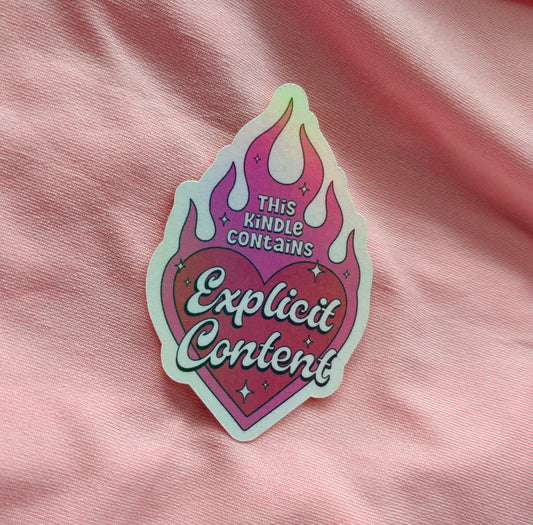 THiS
KiNDLE
CONTAiNS
Explicit
Content